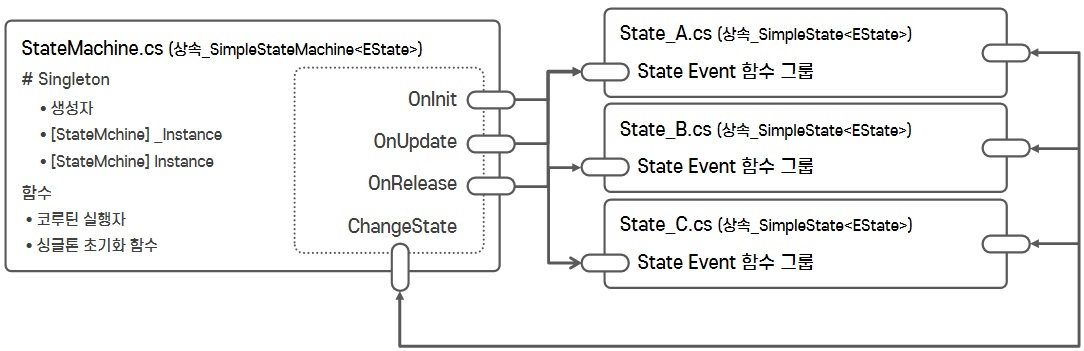 StateMachine.cs (상속_SimpleStateMachine<EState>)
# Singleton
• 생성자
• [StateMchine] _Instance
• [StateMchine] Instance
함수
• 코루틴 실행자
• 싱글톤 초기화 함수
OnInit
OnUpdate
OnRelease
ChangeState
State_A.cs (상속_SimpleState<EState>)
State Event 함수 그룹
State_B.cs (상속_SimpleState<EState>)
State Event 함수 그룹
State_C.cs (상속_SimpleState<EState>)
State Event 함수 그룹